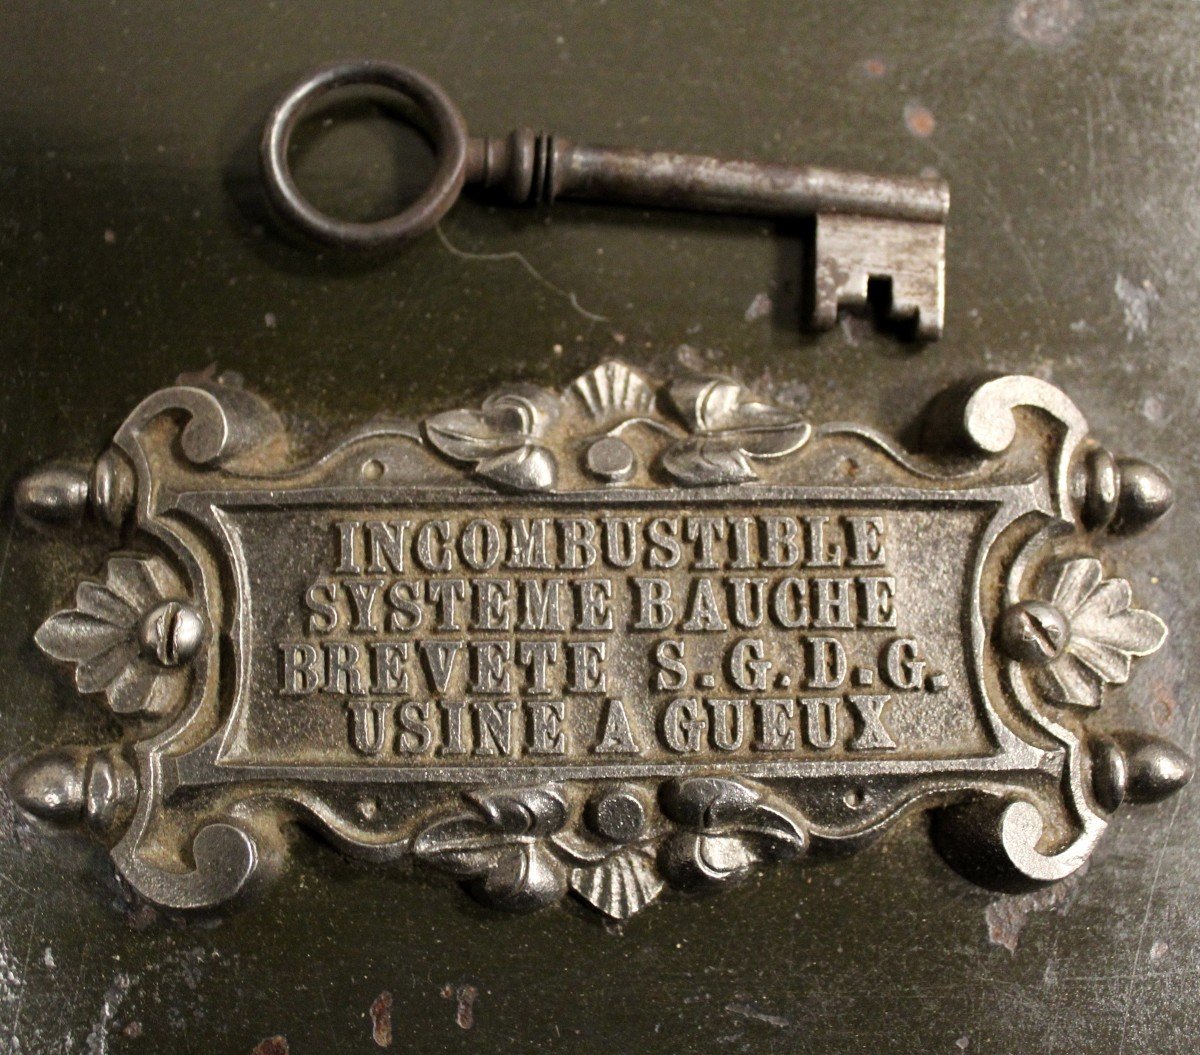 INCOMBUSTIBLE
SYSTEME BAUCHE
BREVETE S.G.D.G.
USINE A GUEUX